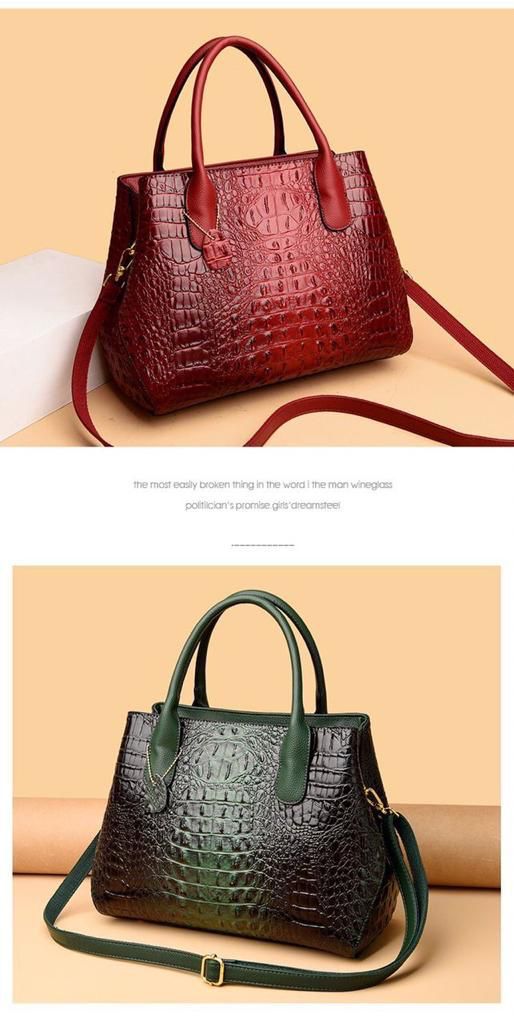 the most easily broken thing in the word i the man wineglass
politilcian's promise girls'dreamsteel